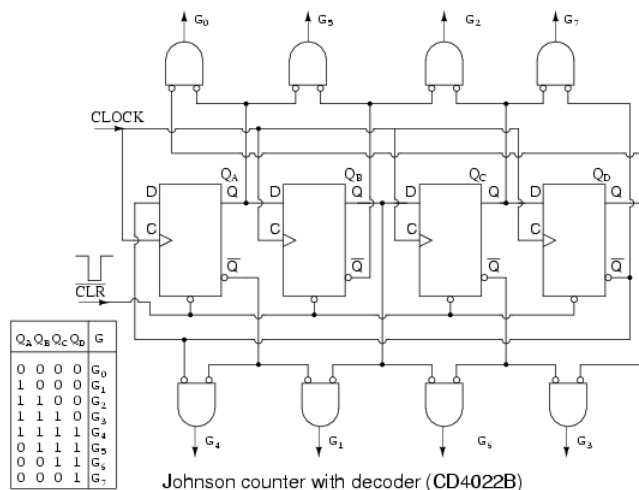 G0 G5 G2 G7
CLOCK
QA QB QC QD
D Q D Q D Q D Q
C C C C
Q̅ Q̅ Q̅ Q̅
C̅L̅R̅
QA QB QC QD G
0 0 0 0 G0
1 0 0 0 G1
1 1 0 0 G2
1 1 1 0 G3
1 1 1 1 G4
0 1 1 1 G5
0 0 1 1 G6
0 0 0 1 G7
G4 G1 G6 G3
Johnson counter with decoder (CD4022B)